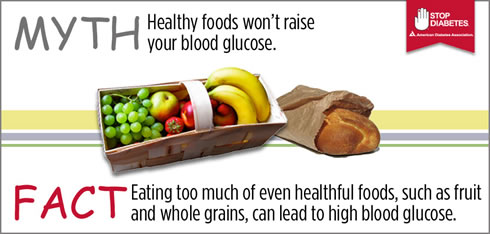 MYTH
Healthy foods won't raise
your blood glucose.
STOP
DIABETES.
American Diabetes Association.
FACT
Eating too much of even healthful foods, such as fruit
and whole grains, can lead to high blood glucose.